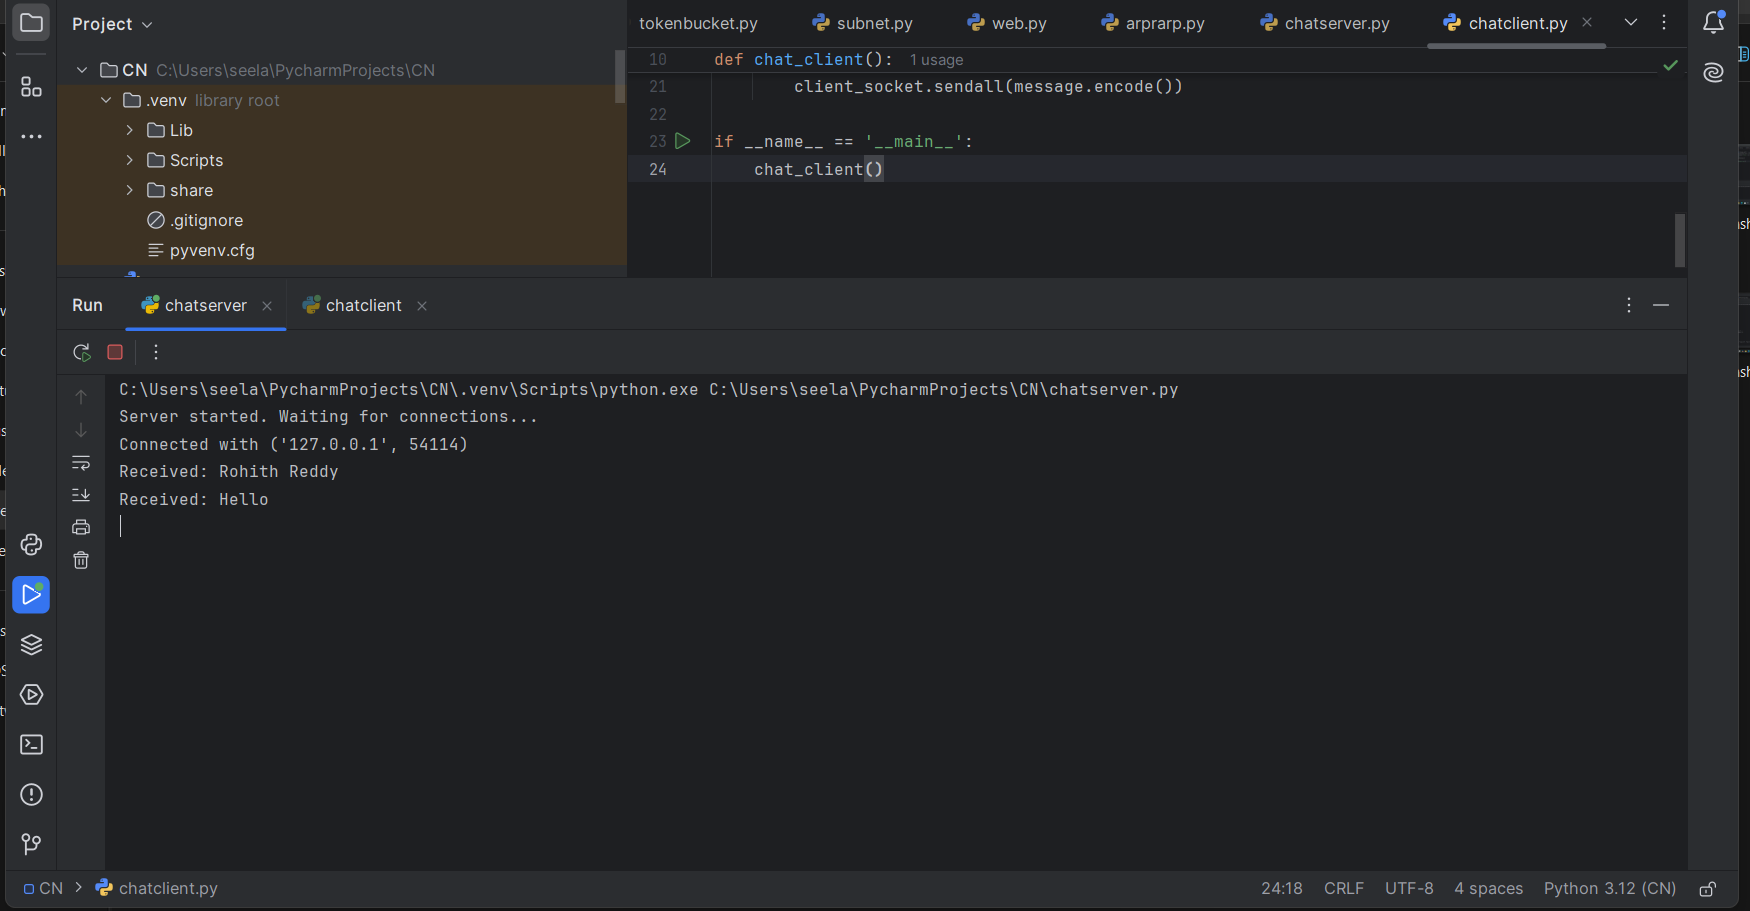 Project
CN C:\Users\seela\PycharmProjects\CN
.venv library root
Lib
Scripts
share
.gitignore
pyvenv.cfg
tokenbucket.py subnet.py web.py arprarp.py chatserver.py chatclient.py
10 def chat_client(): 1 usage
21 client_socket.sendall(message.encode())
22
23 if __name__ == '__main__':
24 chat_client()
Run chatserver chatclient
C:\Users\seela\PycharmProjects\CN\.venv\Scripts\python.exe C:\Users\seela\PycharmProjects\CN\chatserver.py
Server started. Waiting for connections...
Connected with ('127.0.0.1', 54114)
Received: Rohith Reddy
Received: Hello
CN > chatclient.py 24:18 CRLF UTF-8 4 spaces Python 3.12 (CN)